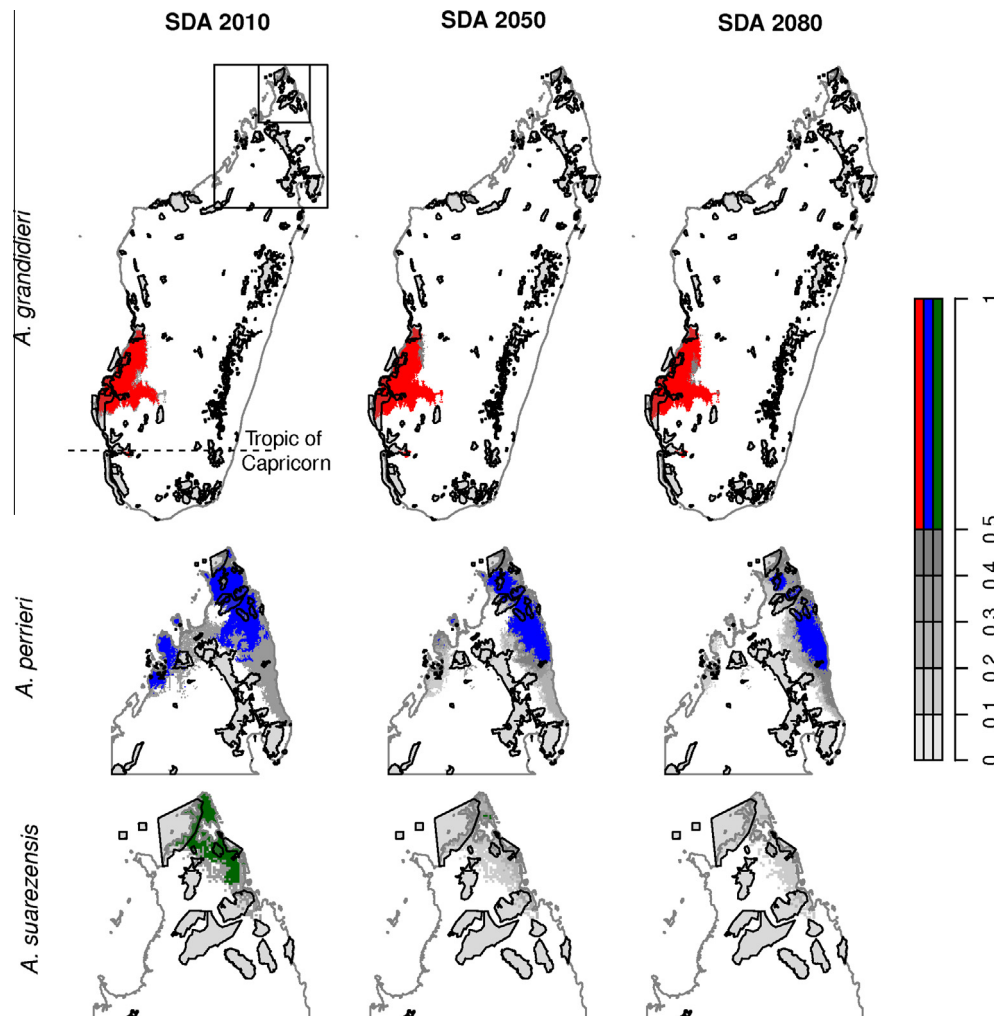 SDA 2010
SDA 2050
SDA 2080
A. grandidieri
Tropic of
Capricorn
A. perrieri
A. suarezensis
1
0.5
0.4
0.3
0.2
0.1
0